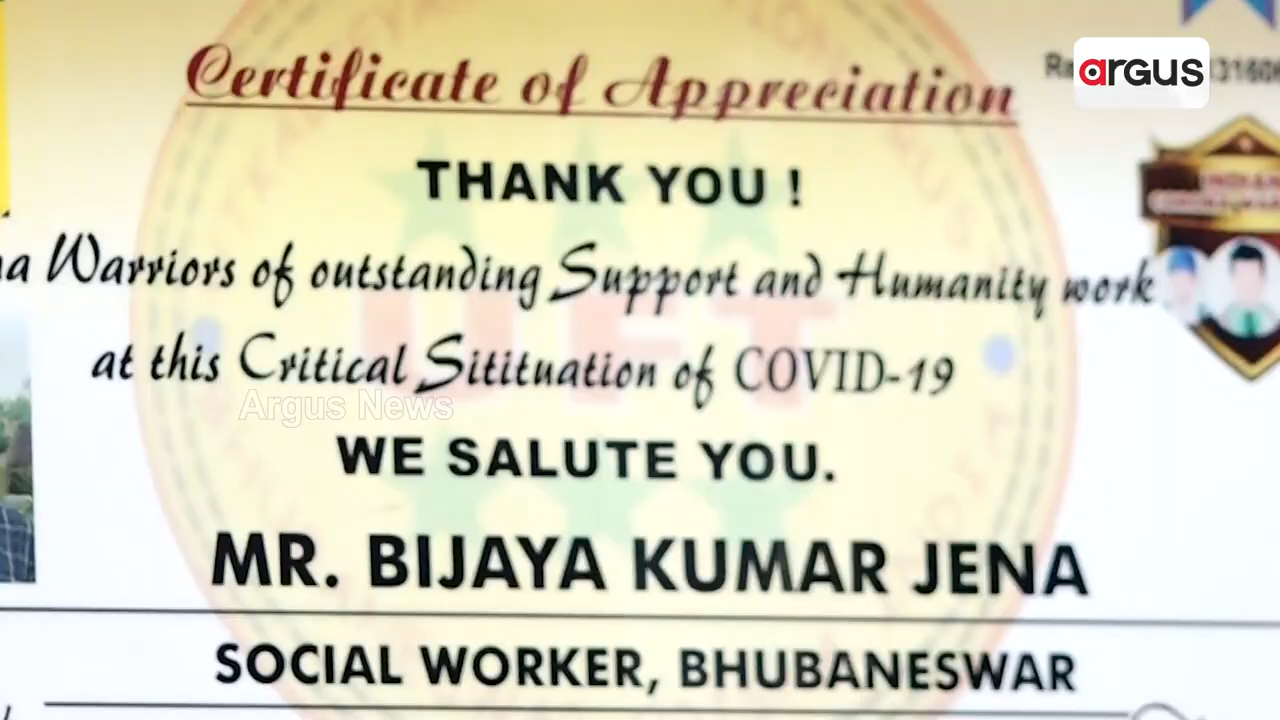 argus
Certificate of Appreciation
THANK YOU !
Warriors of outstanding Support and Humanity work
at this Critical Sitituation of COVID-19
Argus News
WE SALUTE YOU.
MR. BIJAYA KUMAR JENA
SOCIAL WORKER, BHUBANESWAR